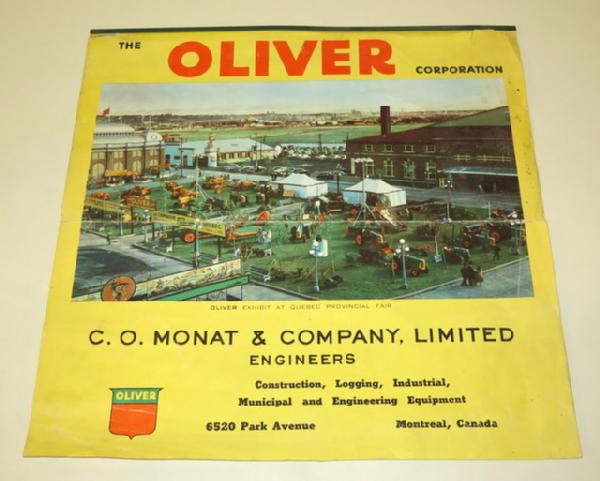 THE OLIVER CORPORATION
OLIVER EXHIBIT AT QUEBEC PROVINCIAL FAIR
C. O. MONAT & COMPANY, LIMITED
ENGINEERS
Construction, Logging, Industrial,
Municipal and Engineering Equipment
OLIVER
6520 Park Avenue Montreal, Canada